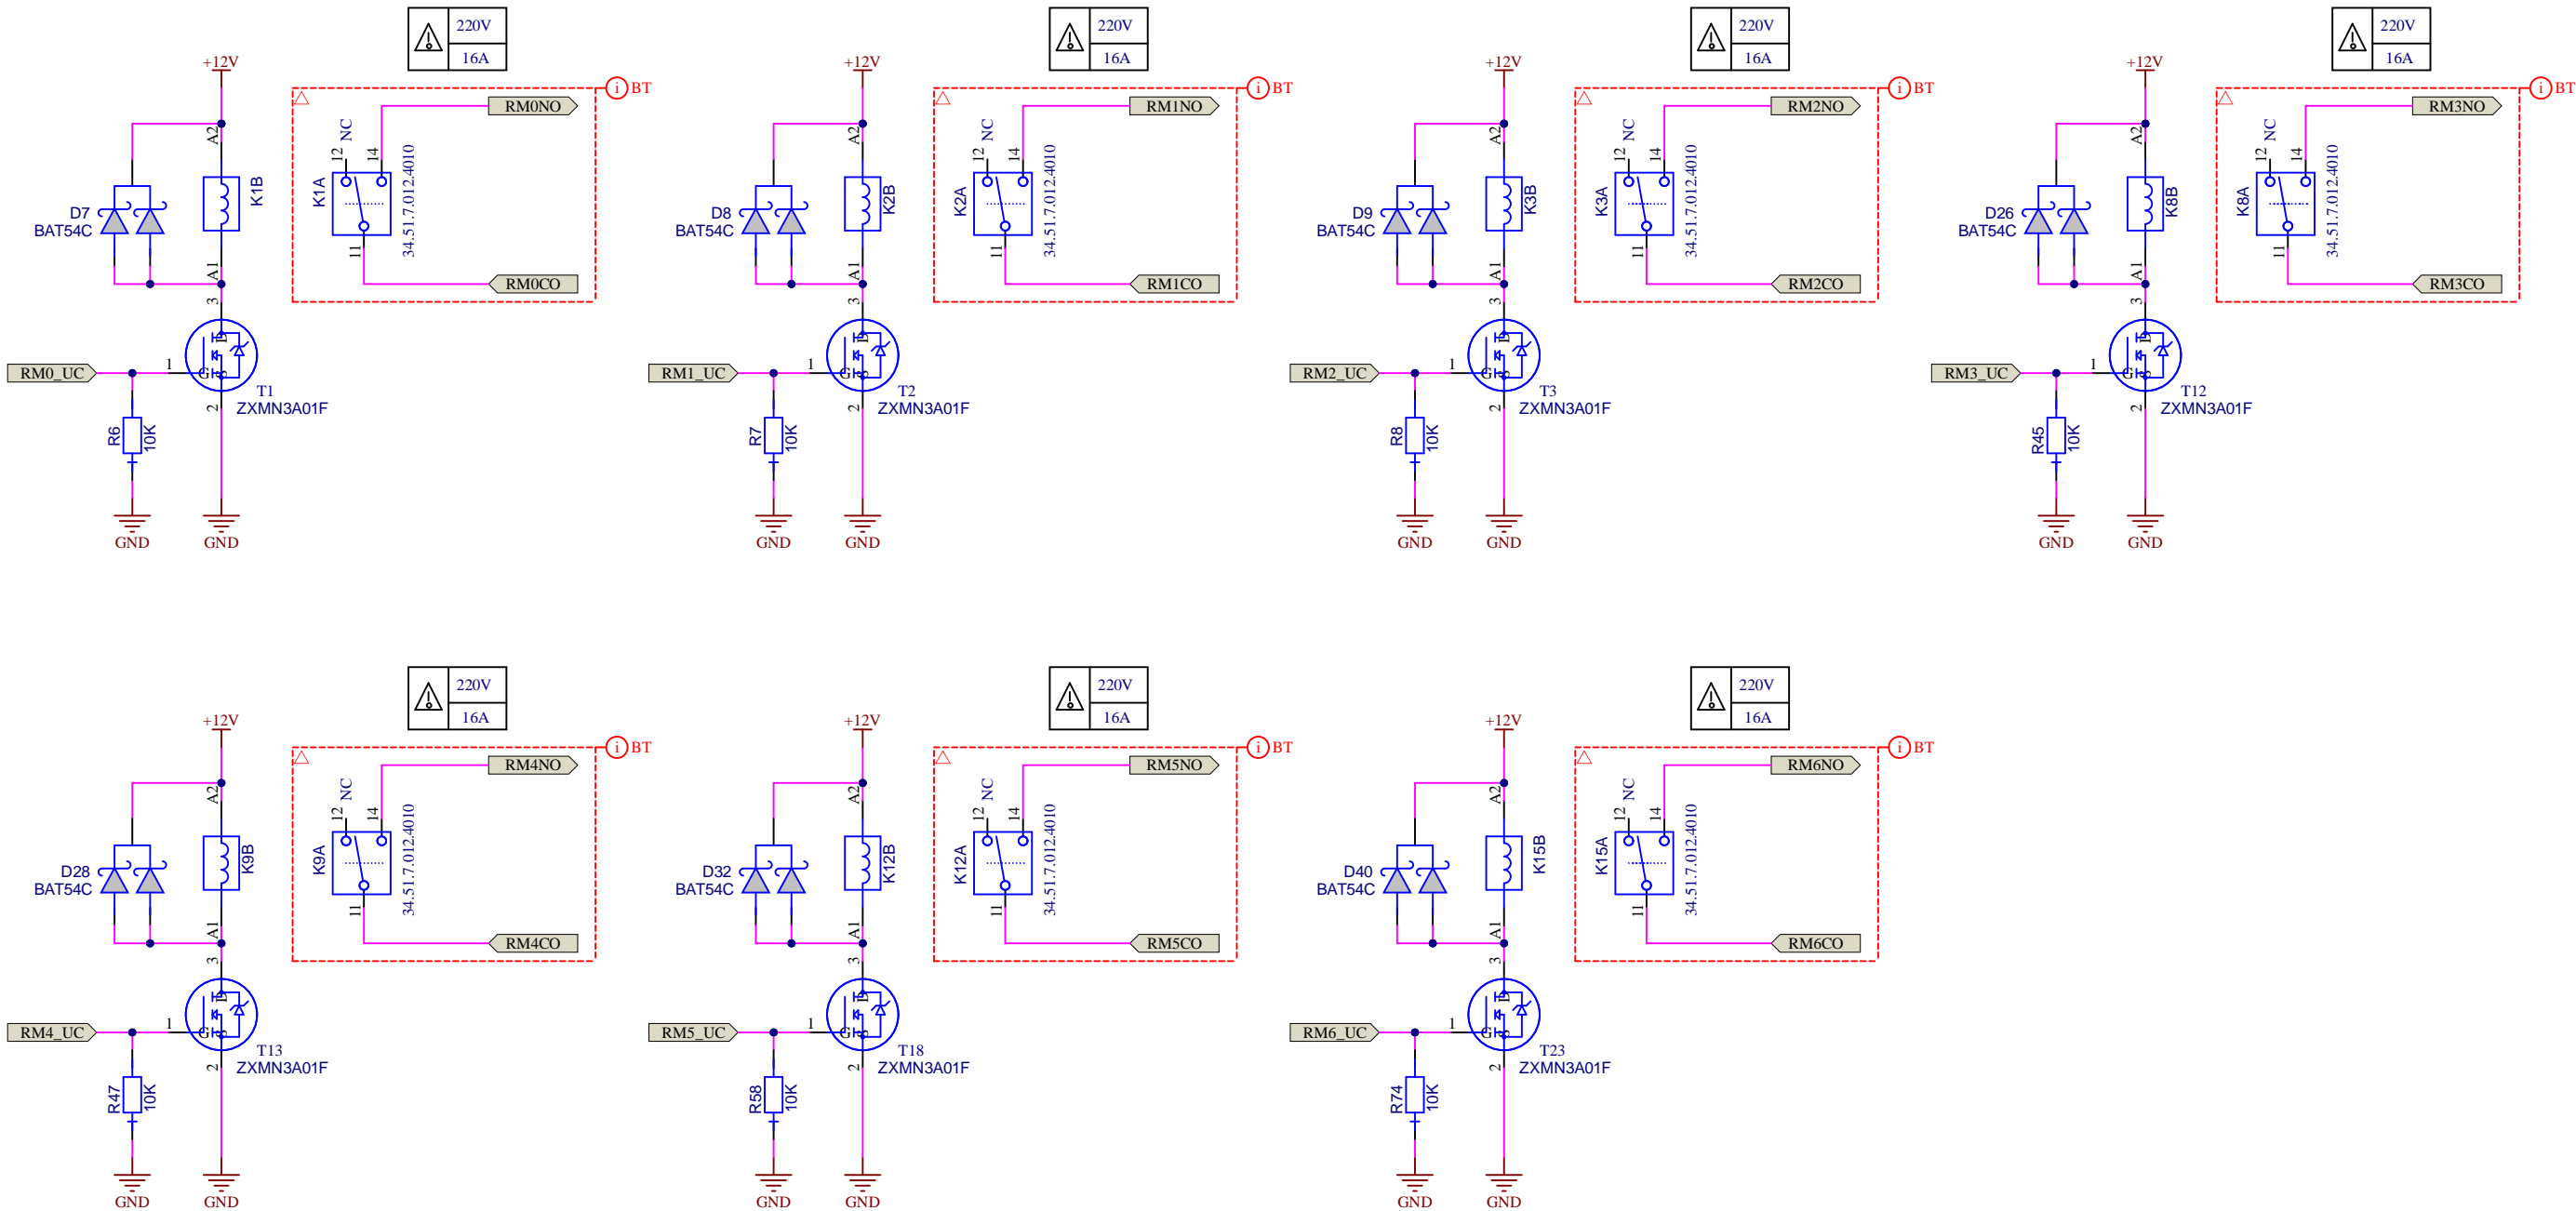 220V
16A
+12V
BT
RM0NO
A2
NC
12
14
K1A
34.51.7.012.4010
K1B
D7
BAT54C
11
A1
RM0CO
3
D
RM0_UC
1
G
S
T1
ZXMN3A01F
2
R6
10K
GND
GND
220V
16A
+12V
BT
RM1NO
A2
NC
12
14
K2A
34.51.7.012.4010
K2B
D8
BAT54C
11
A1
RM1CO
3
D
RM1_UC
1
G
S
T2
ZXMN3A01F
2
R7
10K
GND
GND
220V
16A
+12V
BT
RM2NO
A2
NC
12
14
K3A
34.51.7.012.4010
K3B
D9
BAT54C
11
A1
RM2CO
3
D
RM2_UC
1
G
S
T3
ZXMN3A01F
2
R8
10K
GND
GND
220V
16A
+12V
BT
RM3NO
A2
NC
12
14
K8A
34.51.7.012.4010
K8B
D26
BAT54C
11
A1
RM3CO
3
D
RM3_UC
1
G
S
T12
ZXMN3A01F
2
R45
10K
GND
GND
220V
16A
+12V
BT
RM4NO
A2
NC
12
14
K9A
34.51.7.012.4010
K9B
D28
BAT54C
11
A1
RM4CO
3
D
RM4_UC
1
G
S
T13
ZXMN3A01F
2
R47
10K
GND
GND
220V
16A
+12V
BT
RM5NO
A2
NC
12
14
K12A
34.51.7.012.4010
K12B
D32
BAT54C
11
A1
RM5CO
3
D
RM5_UC
1
G
S
T18
ZXMN3A01F
2
R58
10K
GND
GND
220V
16A
+12V
BT
RM6NO
A2
NC
12
14
K15A
34.51.7.012.4010
K15B
D40
BAT54C
11
A1
RM6CO
3
D
RM6_UC
1
G
S
T23
ZXMN3A01F
2
R74
10K
GND
GND